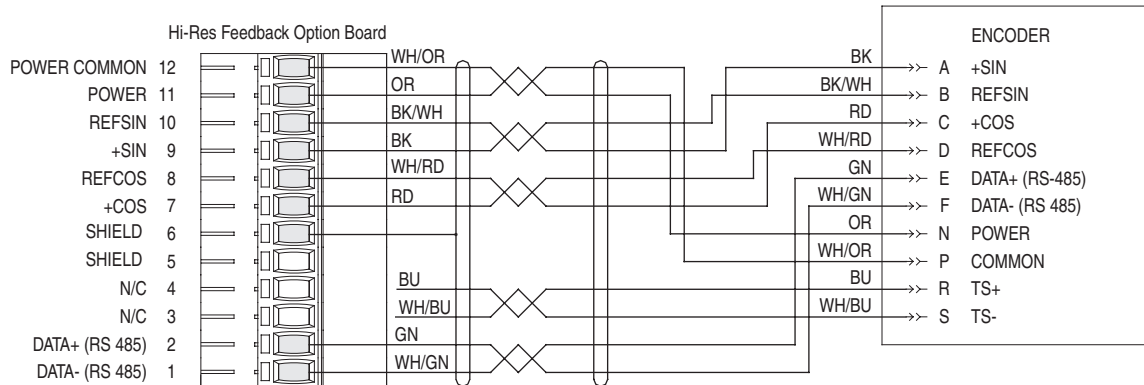 Hi-Res Feedback Option Board
POWER COMMON 12
POWER 11
REFSIN 10
+SIN 9
REFCOS 8
+COS 7
SHIELD 6
SHIELD 5
N/C 4
N/C 3
DATA+ (RS 485) 2
DATA- (RS 485) 1
WH/OR
OR
BK/WH
BK
WH/RD
RD
BU
WH/BU
GN
WH/GN
BK
BK/WH
RD
WH/RD
GN
WH/GN
OR
WH/OR
BU
WH/BU
ENCODER
A +SIN
B REFSIN
C +COS
D REFCOS
E DATA+ (RS-485)
F DATA- (RS 485)
N POWER
P COMMON
R TS+
S TS-